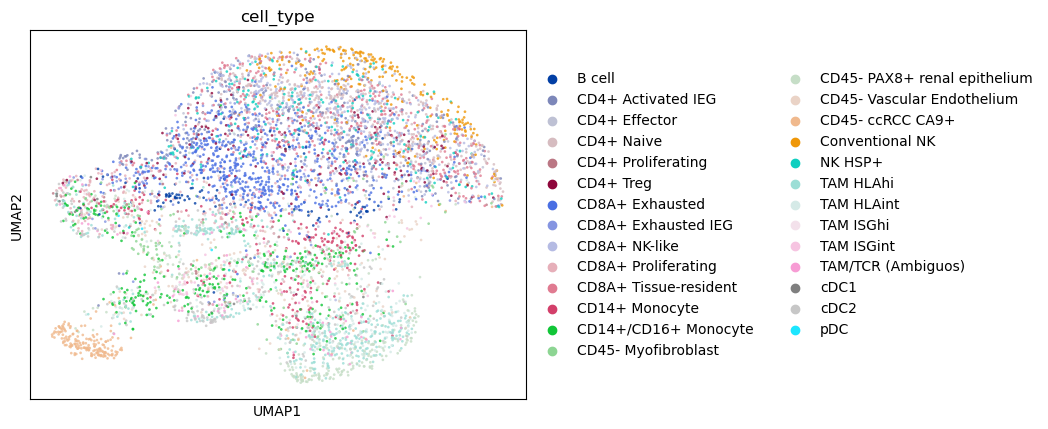 cell_type
UMAP2
UMAP1
B cell
CD4+ Activated IEG
CD4+ Effector
CD4+ Naive
CD4+ Proliferating
CD4+ Treg
CD8A+ Exhausted
CD8A+ Exhausted IEG
CD8A+ NK-like
CD8A+ Proliferating
CD8A+ Tissue-resident
CD14+ Monocyte
CD14+/CD16+ Monocyte
CD45- Myofibroblast
CD45- PAX8+ renal epithelium
CD45- Vascular Endothelium
CD45- ccRCC CA9+
Conventional NK
NK HSP+
TAM HLAhi
TAM HLAint
TAM ISGhi
TAM ISGint
TAM/TCR (Ambiguos)
cDC1
cDC2
pDC